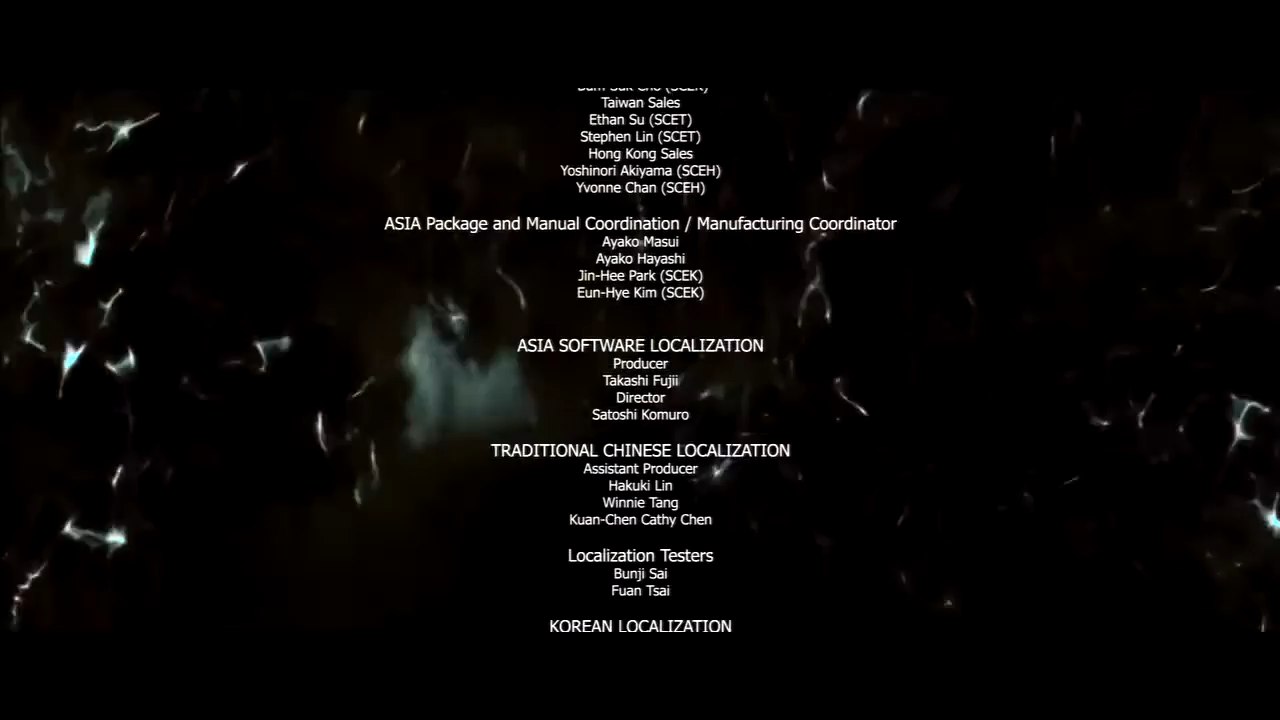 Taiwan Sales
Ethan Su (SCET)
Stephen Lin (SCET)
Hong Kong Sales
Yoshinori Akiyama (SCEH)
Yvonne Chan (SCEH)
ASIA Package and Manual Coordination / Manufacturing Coordinator
Ayako Masui
Ayako Hayashi
Jin-Hee Park (SCEK)
Eun-Hye Kim (SCEK)
ASIA SOFTWARE LOCALIZATION
Producer
Takashi Fujii
Director
Satoshi Komuro
TRADITIONAL CHINESE LOCALIZATION
Assistant Producer
Hakuki Lin
Winnie Tang
Kuan-Chen Cathy Chen
Localization Testers
Bunji Sai
Fuan Tsai
KOREAN LOCALIZATION